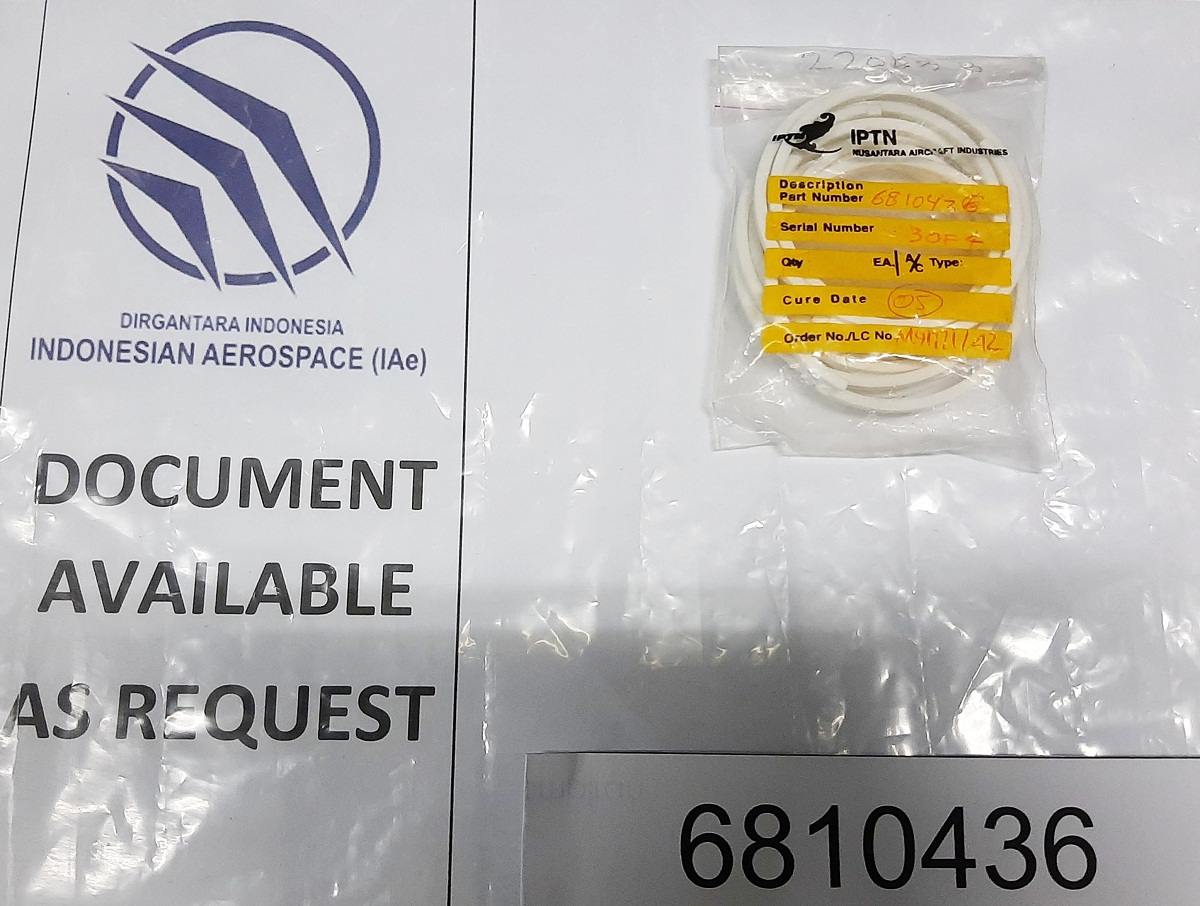 DIRGANTARA INDONESIA
INDONESIAN AEROSPACE (IAe)
DOCUMENT
AVAILABLE
AS REQUEST
IPTN
IPTN
NUSANTARA AIRCRAFT INDUSTRIES
Description
Part Number 6810436
Serial Number
Qty EA. A/C Type:
Cure Date 05
Order No./LC No.
6810436